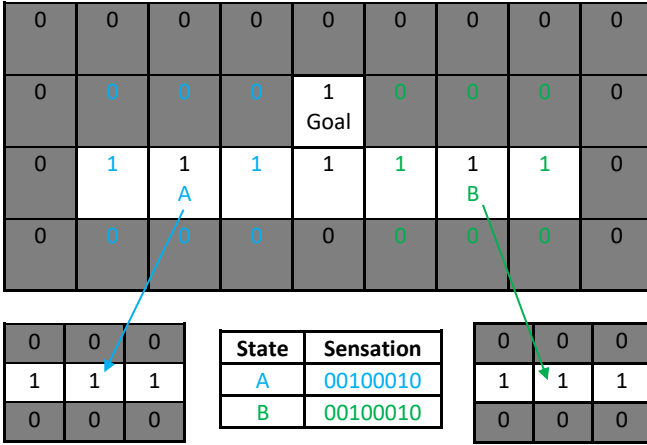 0 0 0 0 0 0 0 0 0
0 0 0 0 1 0 0 0 0
Goal
0 1 1 1 1 1 1 1 0
A B
0 0 0 0 0 0 0 0 0
0 0 0
1 1 1
0 0 0
State Sensation
A 00100010
B 00100010
0 0 0
1 1 1
0 0 0